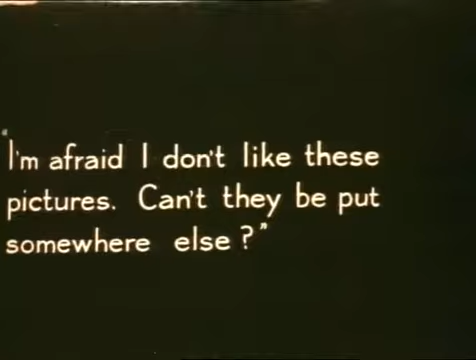 "I'm afraid I don't like these
pictures. Can't they be put
somewhere else?"